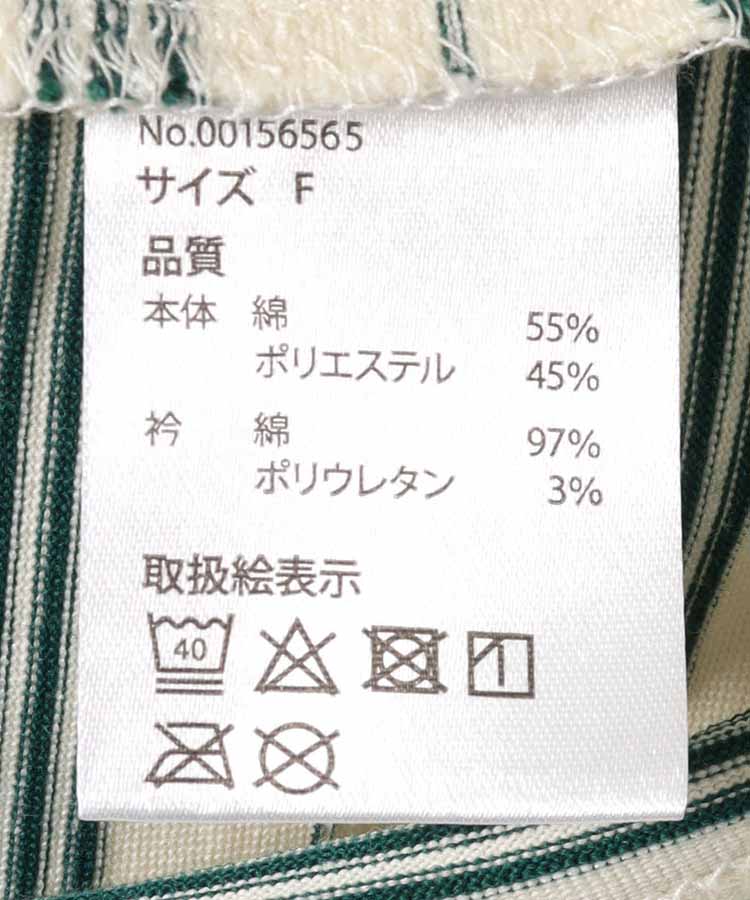 No.00156565
サイズ F
品質
本体 綿 55%
ポリエステル 45%
衿 綿 97%
ポリウレタン 3%
取扱絵表示
40